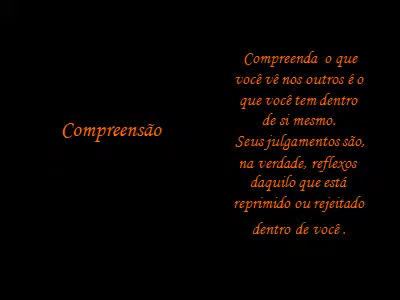 Compreensão
Compreenda o que
você vê nos outros é o
que você tem dentro
de si mesmo.
Seus julgamentos são,
na verdade, reflexos
daquilo que está
reprimido ou rejeitado
dentro de você .